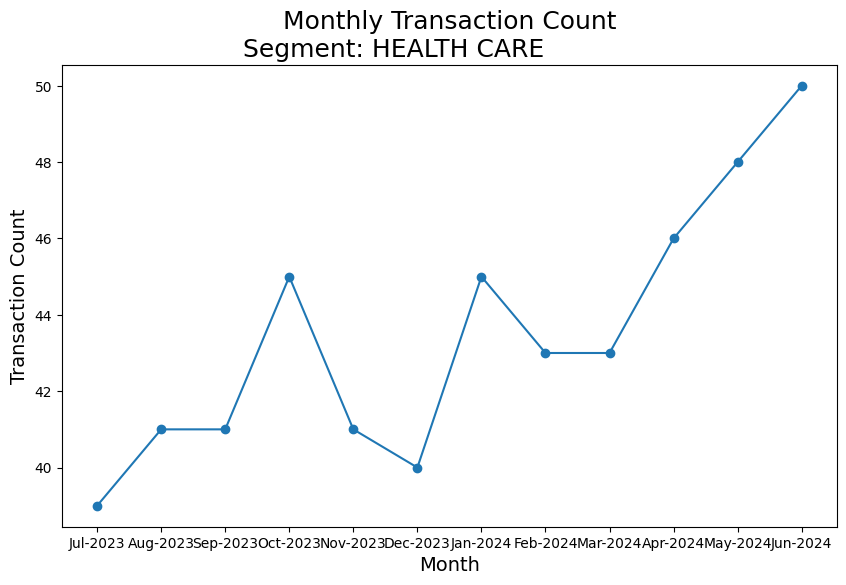 Monthly Transaction Count
Segment: HEALTH CARE
Transaction Count
50
48
46
44
42
40
Jul-2023 Aug-2023 Sep-2023 Oct-2023 Nov-2023 Dec-2023 Jan-2024 Feb-2024 Mar-2024 Apr-2024 May-2024 Jun-2024
Month